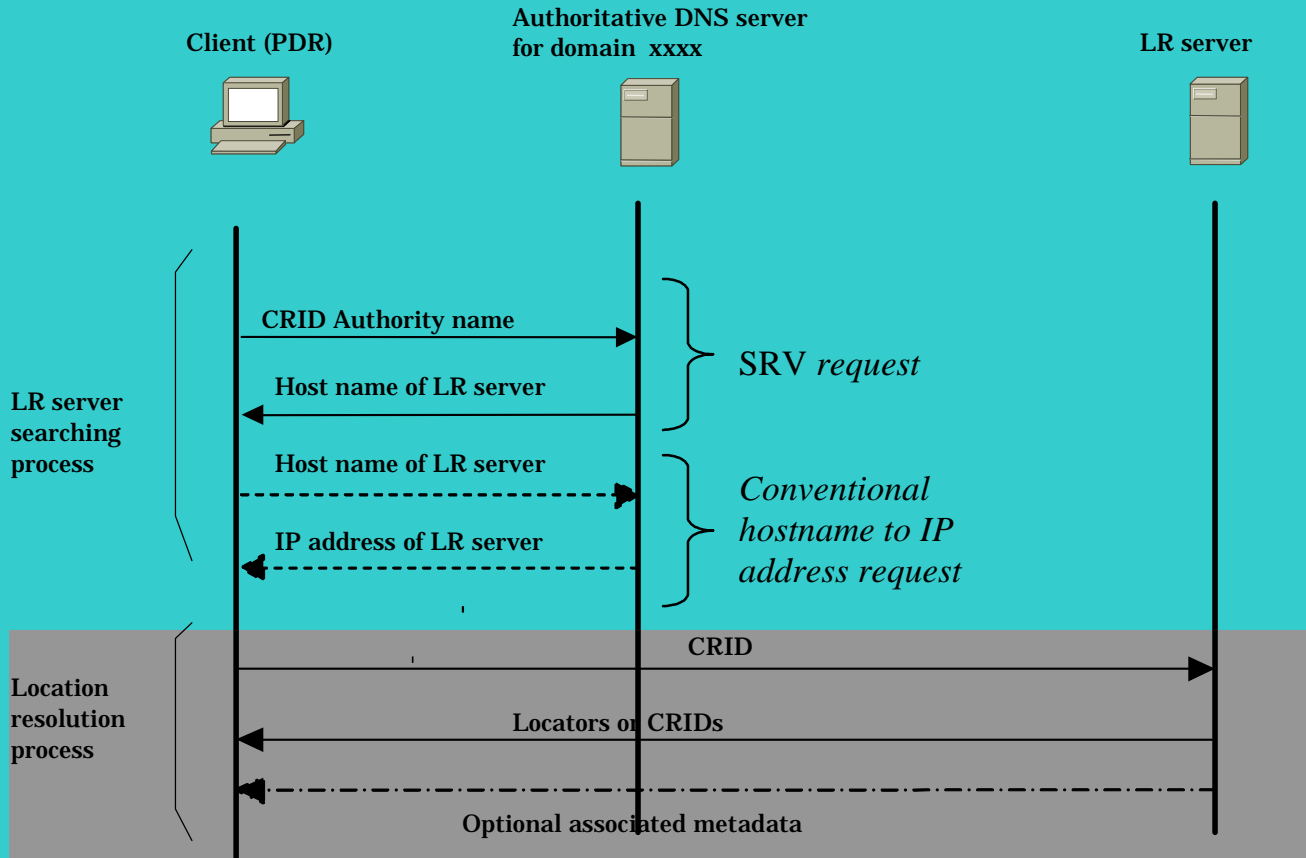 Client (PDR)
Authoritative DNS server
for domain xxxx
LR server
CRID Authority name
SRV request
Host name of LR server
LR server
searching
process
Host name of LR server
Conventional
hostname to IP
address request
IP address of LR server
CRID
Location
resolution
process
Locators or CRIDs
Optional associated metadata